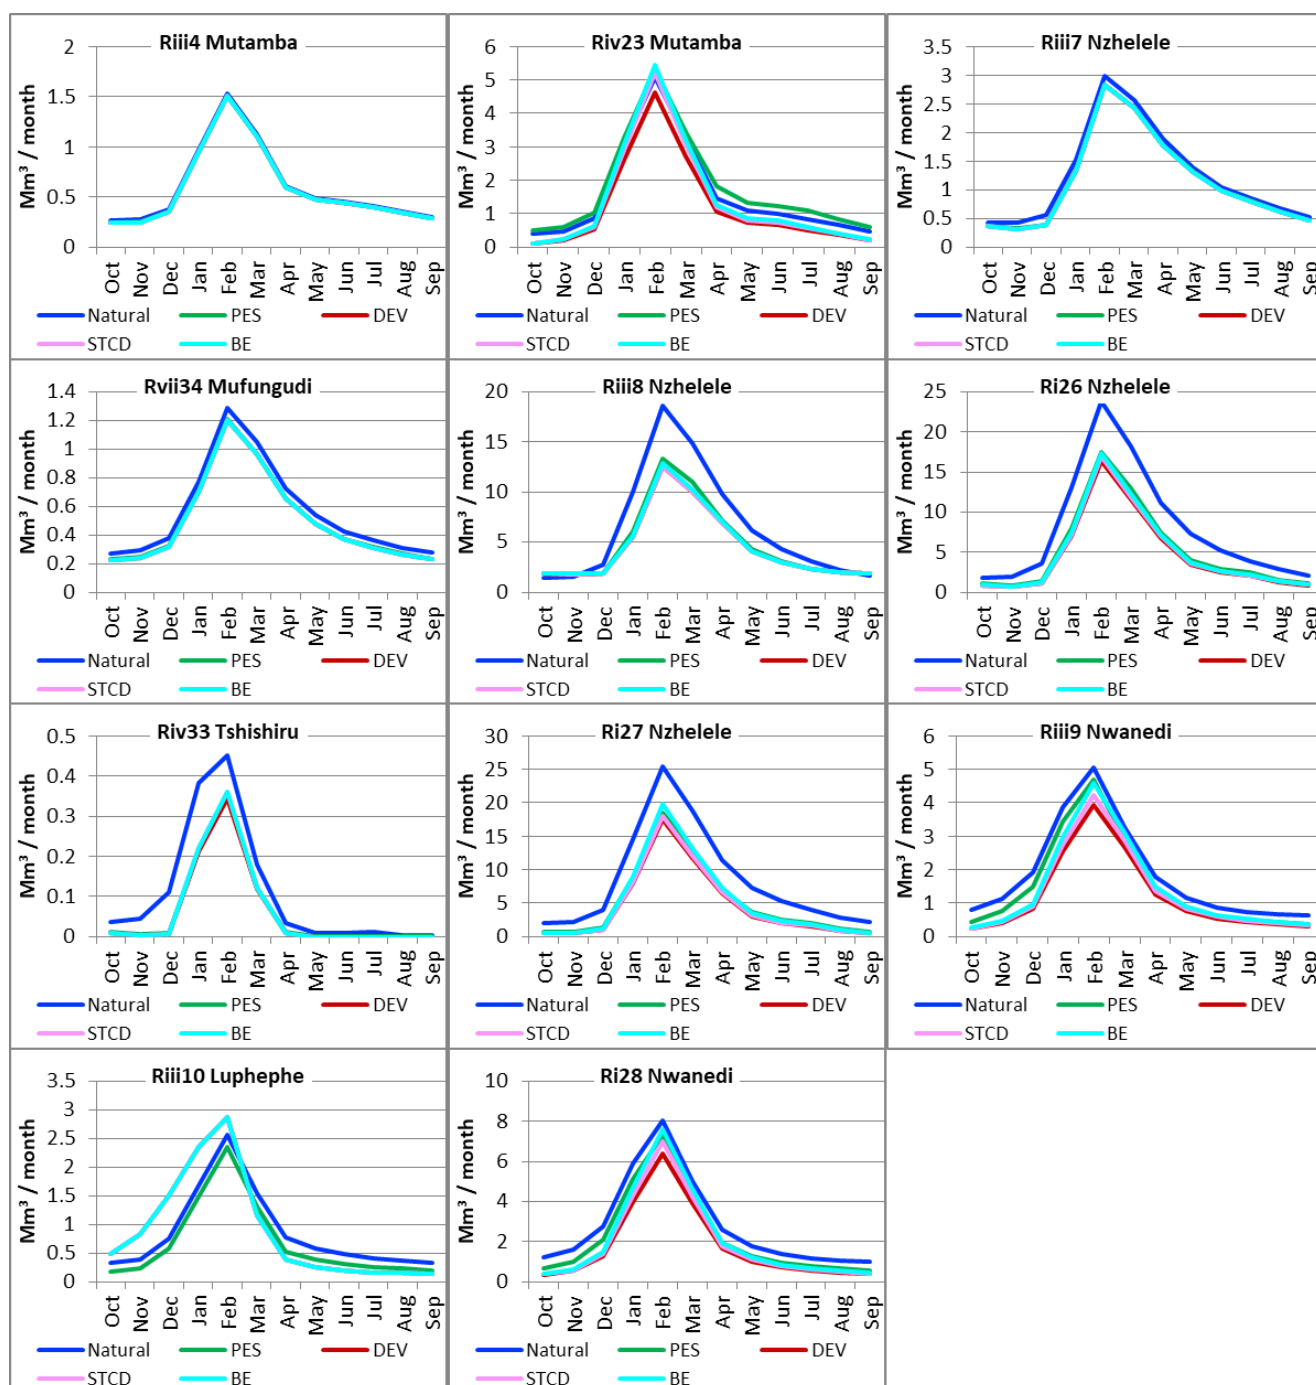 Riii4 Mutamba
Mm³ / month
2
1.5
1
0.5
0
Oct Nov Dec Jan Feb Mar Apr May Jun Jul Aug Sep
Natural PES DEV
STCD BE
Riv23 Mutamba
Mm³ / month
6
5
4
3
2
1
0
Oct Nov Dec Jan Feb Mar Apr May Jun Jul Aug Sep
Natural PES DEV
STCD BE
Riii7 Nzhelele
Mm³ / month
3.5
3
2.5
2
1.5
1
0.5
0
Oct Nov Dec Jan Feb Mar Apr May Jun Jul Aug Sep
Natural PES DEV
STCD BE
Rvii34 Mufungudi
Mm³ / month
1.4
1.2
1
0.8
0.6
0.4
0.2
0
Oct Nov Dec Jan Feb Mar Apr May Jun Jul Aug Sep
Natural PES DEV
STCD BE
Riii8 Nzhelele
Mm³ / month
20
15
10
5
0
Oct Nov Dec Jan Feb Mar Apr May Jun Jul Aug Sep
Natural PES DEV
STCD BE
Ri26 Nzhelele
Mm³ / month
25
20
15
10
5
0
Oct Nov Dec Jan Feb Mar Apr May Jun Jul Aug Sep
Natural PES DEV
STCD BE
Riv33 Tshishiru
Mm³ / month
0.5
0.4
0.3
0.2
0.1
0
Oct Nov Dec Jan Feb Mar Apr May Jun Jul Aug Sep
Natural PES DEV
STCD BE
Ri27 Nzhelele
Mm³ / month
30
25
20
15
10
5
0
Oct Nov Dec Jan Feb Mar Apr May Jun Jul Aug Sep
Natural PES DEV
STCD BE
Riii9 Nwanedi
Mm³ / month
6
5
4
3
2
1
0
Oct Nov Dec Jan Feb Mar Apr May Jun Jul Aug Sep
Natural PES DEV
STCD BE
Riii10 Luphephe
Mm³ / month
3.5
3
2.5
2
1.5
1
0.5
0
Oct Nov Dec Jan Feb Mar Apr May Jun Jul Aug Sep
Natural PES DEV
STCD BE
Ri28 Nwanedi
Mm³ / month
10
8
6
4
2
0
Oct Nov Dec Jan Feb Mar Apr May Jun Jul Aug Sep
Natural PES DEV
STCD BE